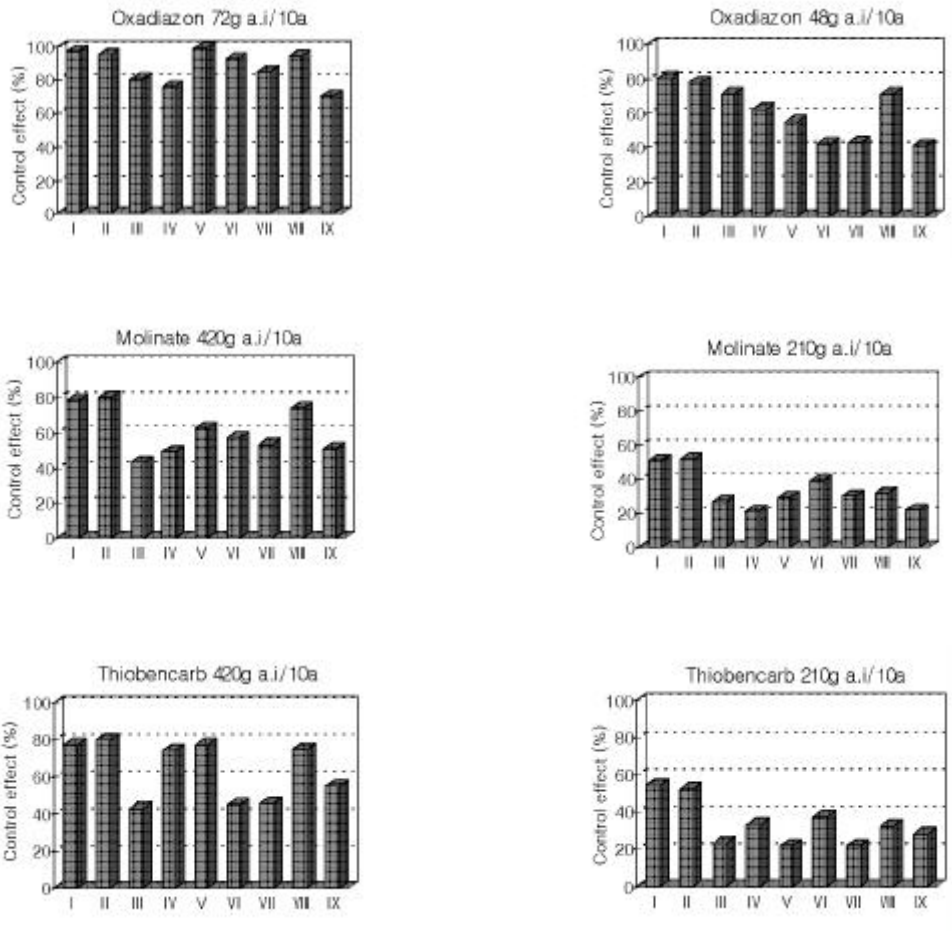 Oxadiazon 72g a.i/10a
Control effect (%)
100
80
60
40
20
0
I II III IV V VI VII VIII IX
Oxadiazon 48g a.i/10a
Control effect (%)
100
80
60
40
20
0
I II III IV V VI VII VIII IX
Molinate 420g a.i/10a
Control effect (%)
100
80
60
40
20
0
I II III IV V VI VII VIII IX
Molinate 210g a.i/10a
Control effect (%)
100
80
60
40
20
0
I II III IV V VI VII VIII IX
Thiobencarb 420g a.i/10a
Control effect (%)
100
80
60
40
20
0
I II III IV V VI VII VIII IX
Thiobencarb 210g a.i/10a
Control effect (%)
100
80
60
40
20
0
I II III IV V VI VII VIII IX